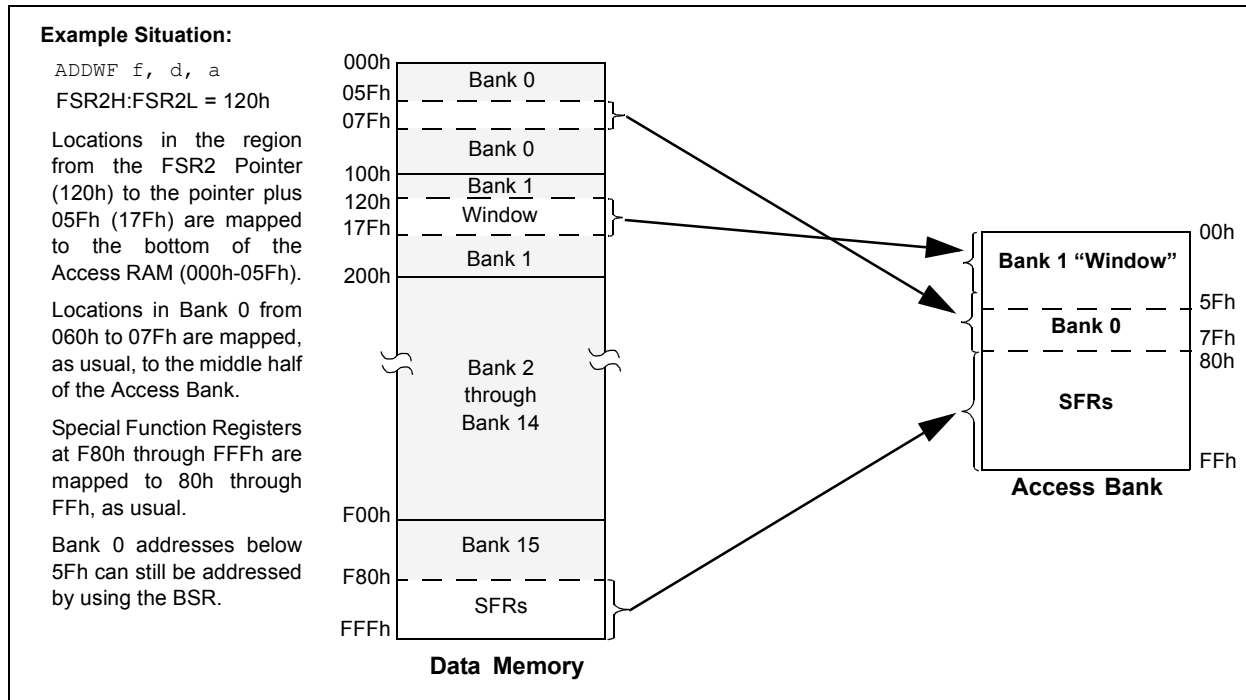 Example Situation:
ADDWF f, d, a
FSR2H:FSR2L = 120h
Locations in the region
from the FSR2 Pointer
(120h) to the pointer plus
05Fh (17Fh) are mapped
to the bottom of the
Access RAM (000h-05Fh).
Locations in Bank 0 from
060h to 07Fh are mapped,
as usual, to the middle half
of the Access Bank.
Special Function Registers
at F80h through FFFh are
mapped to 80h through
FFh, as usual.
Bank 0 addresses below
5Fh can still be addressed
by using the BSR.
000h
Bank 0
05Fh
07Fh
Bank 0
100h
Bank 1
120h
Window
17Fh
Bank 1
200h
Bank 2
through
Bank 14
F00h
Bank 15
F80h
SFRs
FFFh
Data Memory
00h
Bank 1 “Window”
5Fh
Bank 0
7Fh
80h
SFRs
FFh
Access Bank